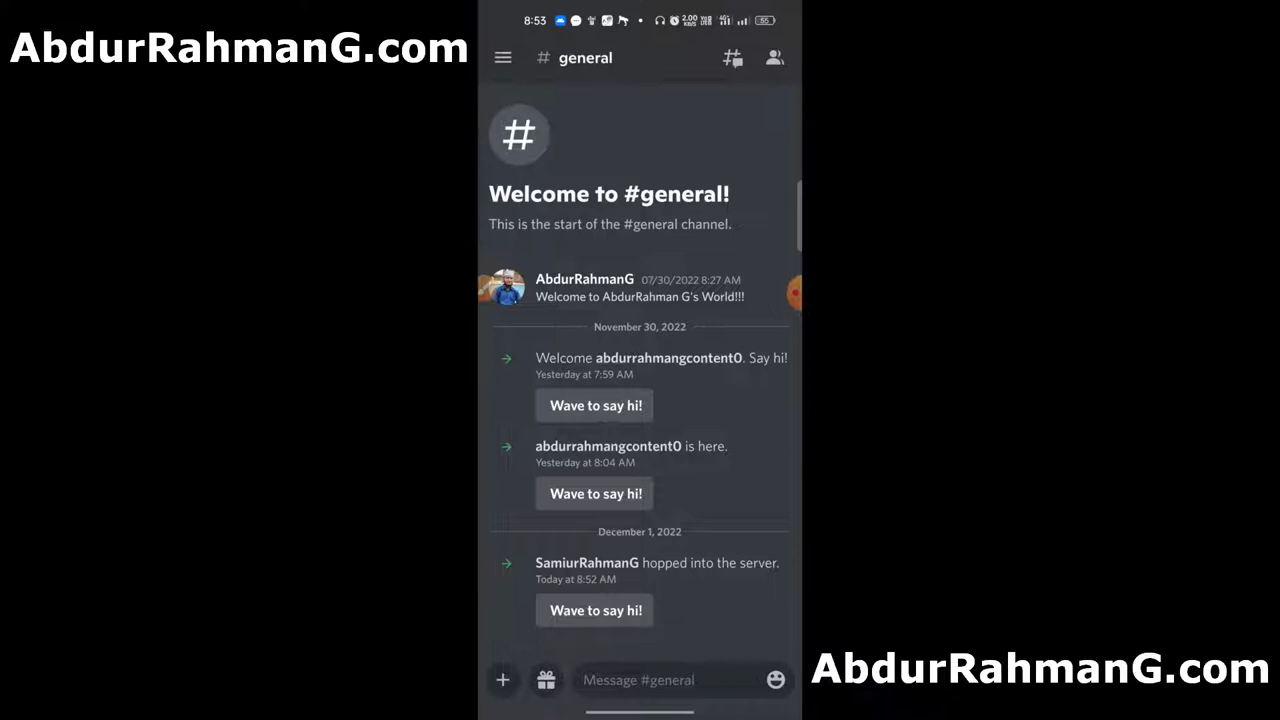 AbdurRahmanG.com
8:53
2.00
KB/S
55
# general
#
Welcome to #general!
This is the start of the #general channel.
AbdurRahmanG 07/30/2022 8:27 AM
Welcome to AbdurRahman G's World!!!
November 30, 2022
Welcome abdurrahmangcontent0. Say hi!
Yesterday at 7:59 AM
Wave to say hi!
abdurrahmangcontent0 is here.
Yesterday at 8:04 AM
Wave to say hi!
December 1, 2022
SamiurRahmanG hopped into the server.
Today at 8:52 AM
Wave to say hi!
Message #general
AbdurRahmanG.com